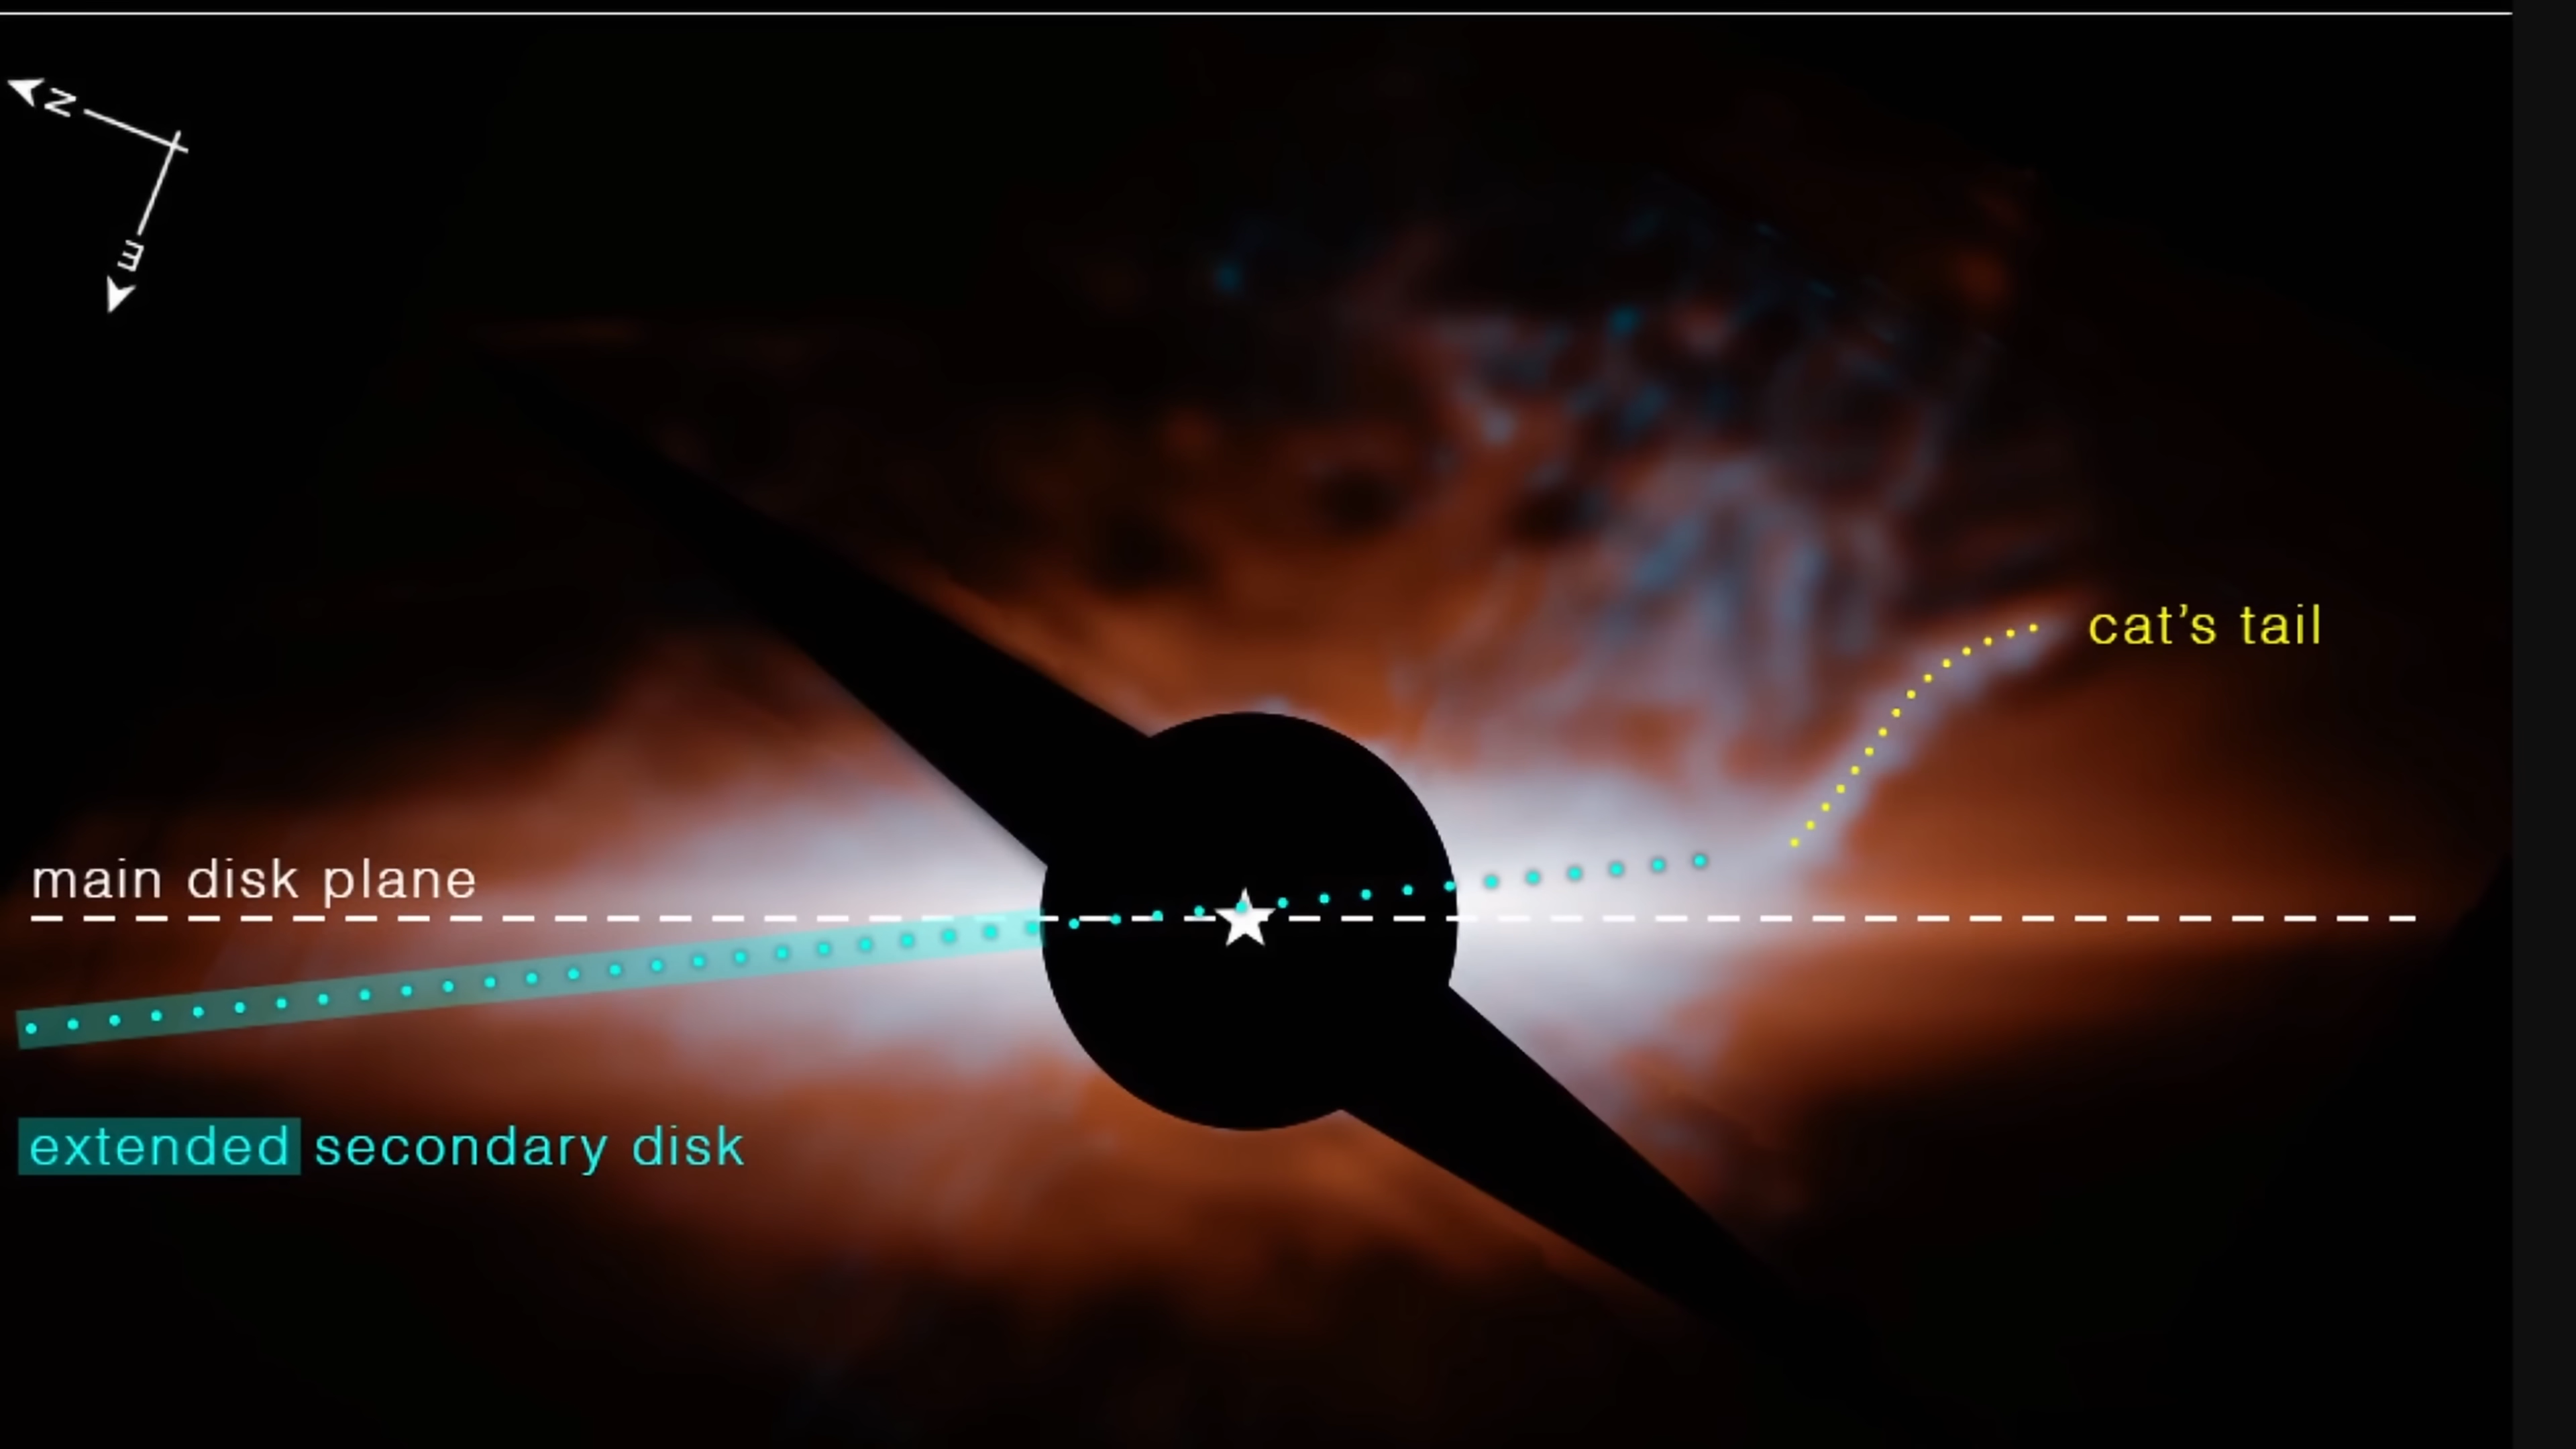 N
E
cat’s tail
main disk plane
extended secondary disk